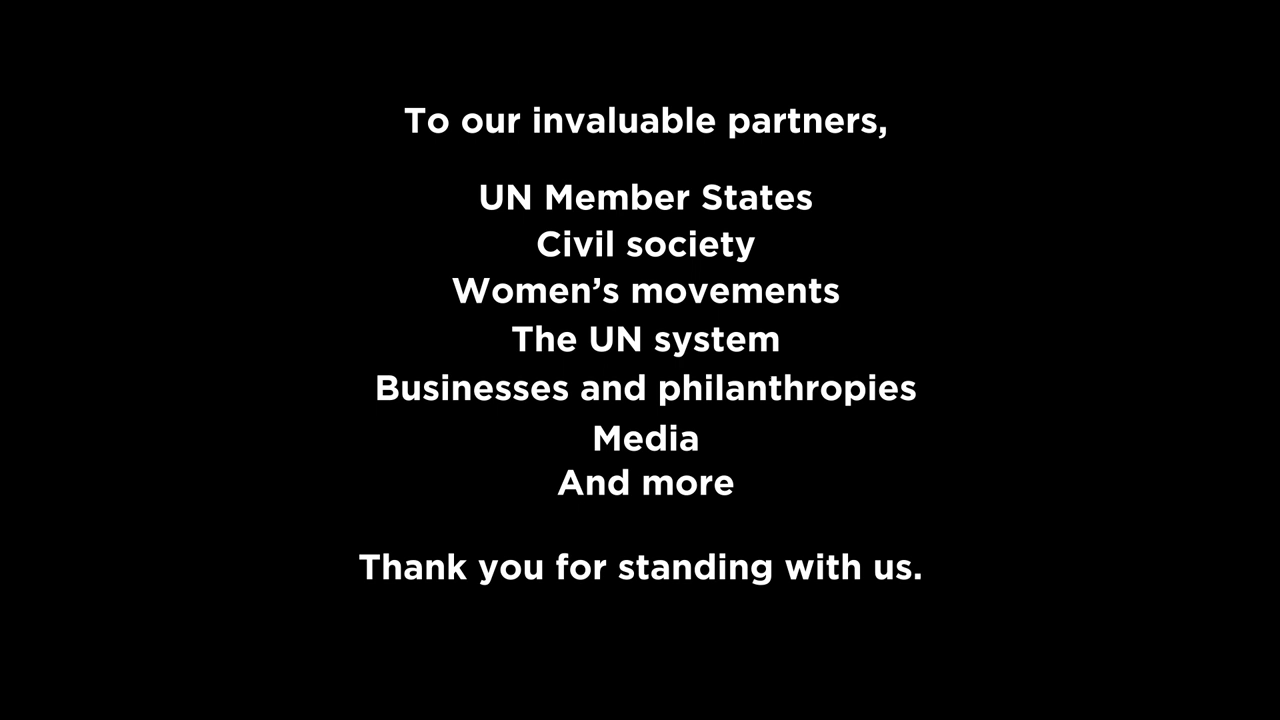 To our invaluable partners,
UN Member States
Civil society
Women’s movements
The UN system
Businesses and philanthropies
Media
And more
Thank you for standing with us.